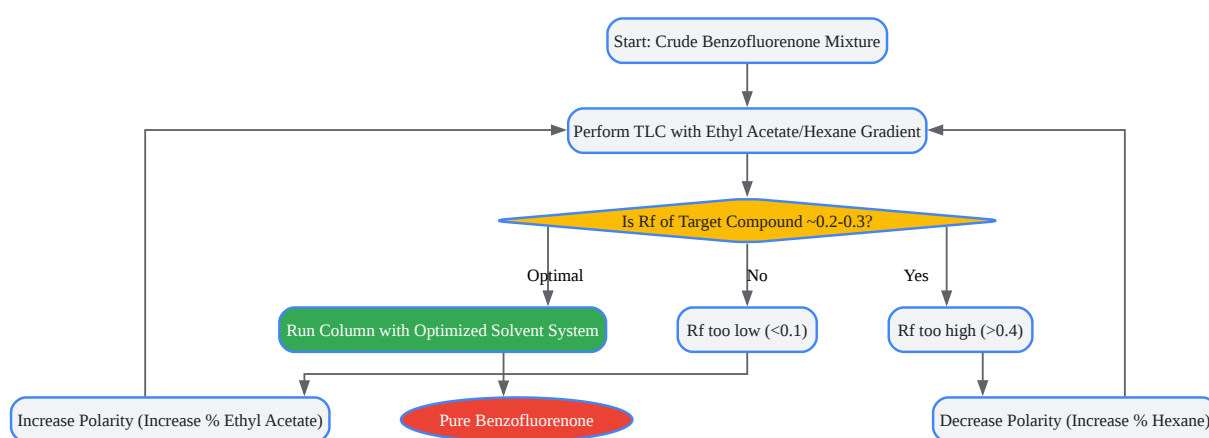 Start: Crude Benzofluorenone Mixture
Perform TLC with Ethyl Acetate/Hexane Gradient
Is Rf of Target Compound ~0.2-0.3?
Optimal
No
Yes
Run Column with Optimized Solvent System
Rf too low (<0.1)
Rf too high (>0.4)
Increase Polarity (Increase % Ethyl Acetate)
Pure Benzofluorenone
Decrease Polarity (Increase % Hexane)